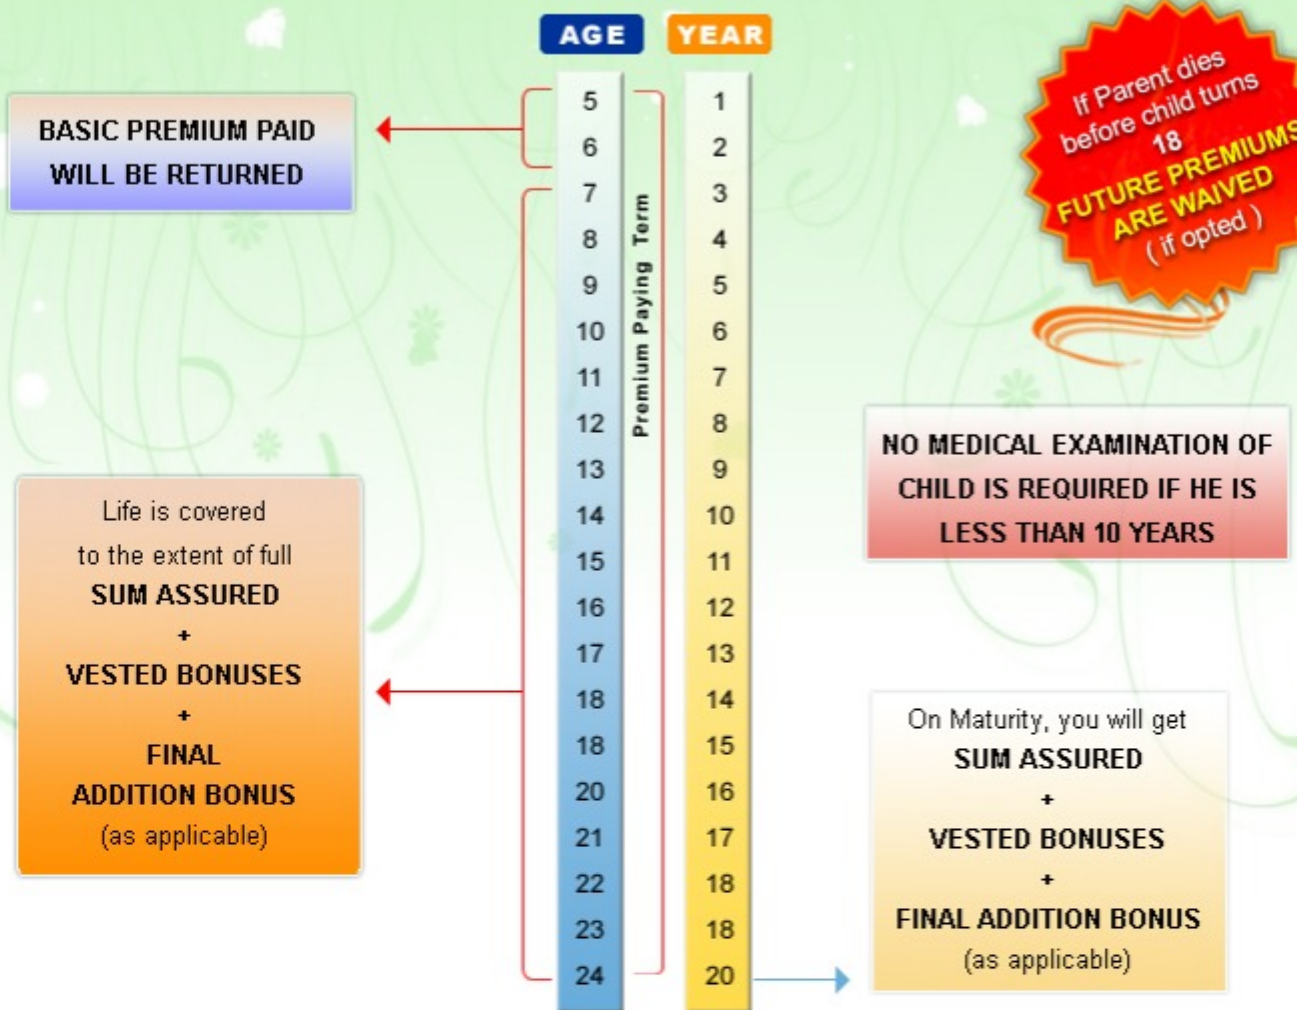 AGE YEAR
BASIC PREMIUM PAID
WILL BE RETURNED
If Parent dies
before child turns
18
FUTURE PREMIUMS
ARE WAIVED
( if opted )
5 1
6 2
7 3
8 4
9 5
10 6
11 7
12 8
13 9
14 10
15 11
16 12
17 13
18 14
18 15
20 16
21 17
22 18
23 18
24 20
Premium Paying Term
NO MEDICAL EXAMINATION OF
CHILD IS REQUIRED IF HE IS
LESS THAN 10 YEARS
Life is covered
to the extent of full
SUM ASSURED
+
VESTED BONUSES
+
FINAL
ADDITION BONUS
(as applicable)
On Maturity, you will get
SUM ASSURED
+
VESTED BONUSES
+
FINAL ADDITION BONUS
(as applicable)